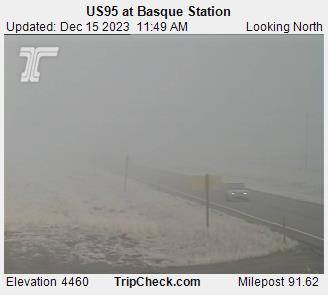 US95 at Basque Station
Updated: Dec 15 2023 11:49 AM Looking North
Elevation 4460 TripCheck.com Milepost 91.62